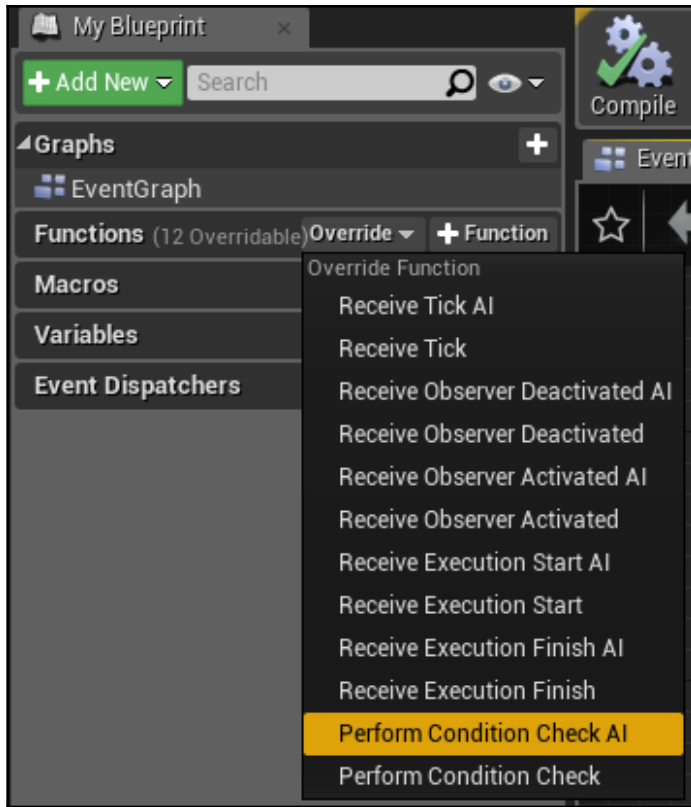 My Blueprint
Add New
Search
Compile
Graphs
Event
EventGraph
Functions (12 Overridable) Override Function
Macros
Variables
Event Dispatchers
Override Function
Receive Tick AI
Receive Tick
Receive Observer Deactivated AI
Receive Observer Deactivated
Receive Observer Activated AI
Receive Observer Activated
Receive Execution Start AI
Receive Execution Start
Receive Execution Finish AI
Receive Execution Finish
Perform Condition Check AI
Perform Condition Check